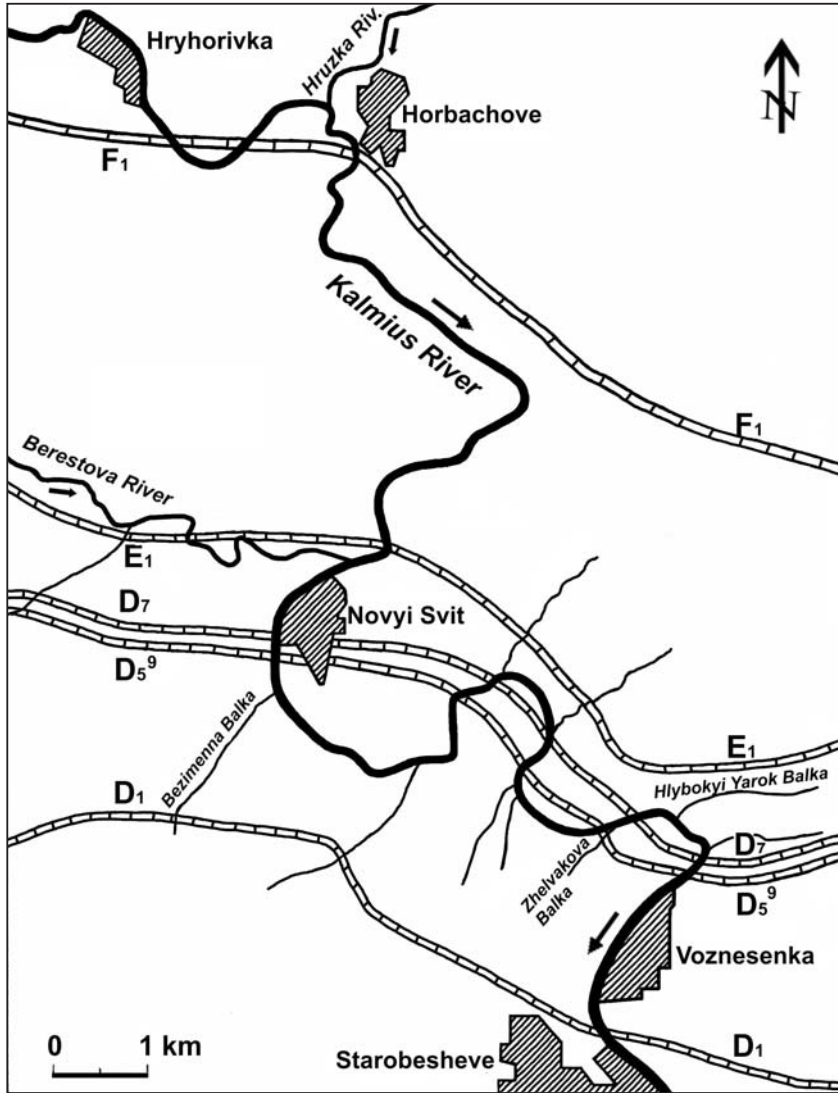 Hryhorivka
Hruzka Riv.
Horbachove
N
F1
Kalmius River
F1
Berestova River
E1
D7
Novyi Svit
D5⁹
Bezimenna Balka
E1
Hlybokyi Yarok Balka
D1
D7
Zhelvakova
Balka
D5⁹
Voznesenka
0 1 km
Starobesheve
D1